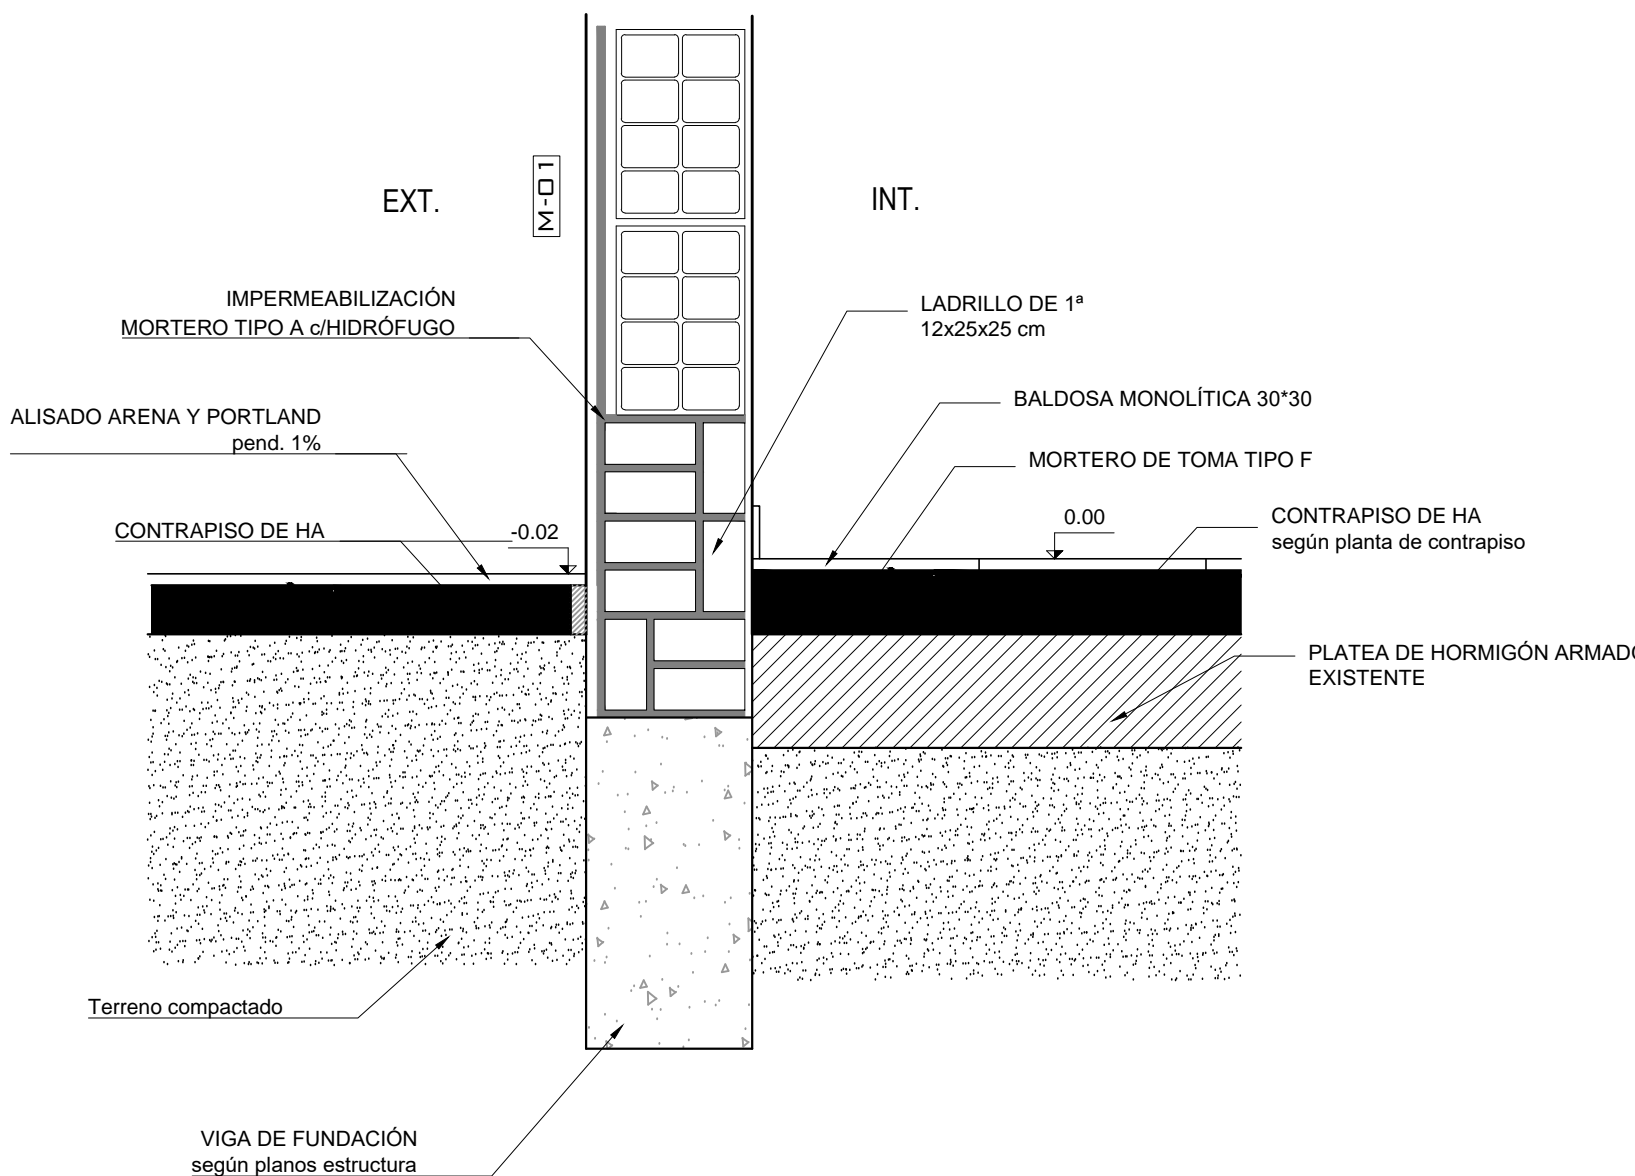 EXT.
M-01
INT.
IMPERMEABILIZACIÓN
MORTERO TIPO A c/HIDRÓFUGO
LADRILLO DE 1ª
12x25x25 cm
ALISADO ARENA Y PORTLAND
pend. 1%
BALDOSA MONOLÍTICA 30*30
MORTERO DE TOMA TIPO F
CONTRAPISO DE HA
-0.02
0.00
CONTRAPISO DE HA
según planta de contrapiso
PLATEA DE HORMIGÓN ARMADO
EXISTENTE
Terreno compactado
VIGA DE FUNDACIÓN
según planos estructura